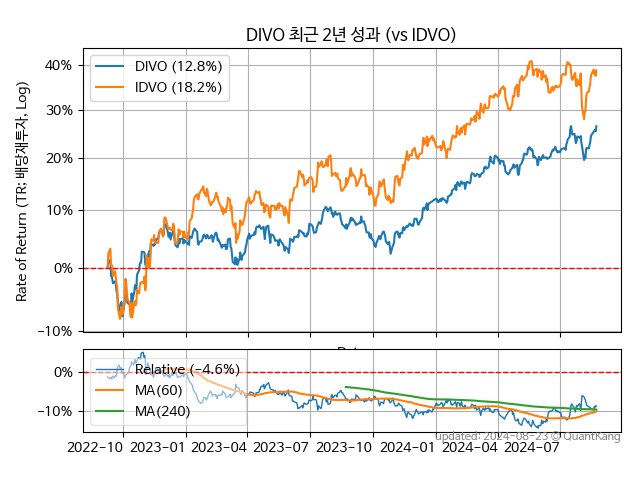 DIVO 최근 2년 성과 (vs IDVO)
Rate of Return (TR: 배당재투자, Log)
40%
30%
20%
10%
0%
−10%
DIVO (12.8%)
IDVO (18.2%)
0%
−10%
Relative (−4.6%)
MA(60)
MA(240)
2022−10 2023−01 2023−04 2023−07 2023−10 2024−01 2024−04 2024−07
updated: 2024−08−23 © QuantKang